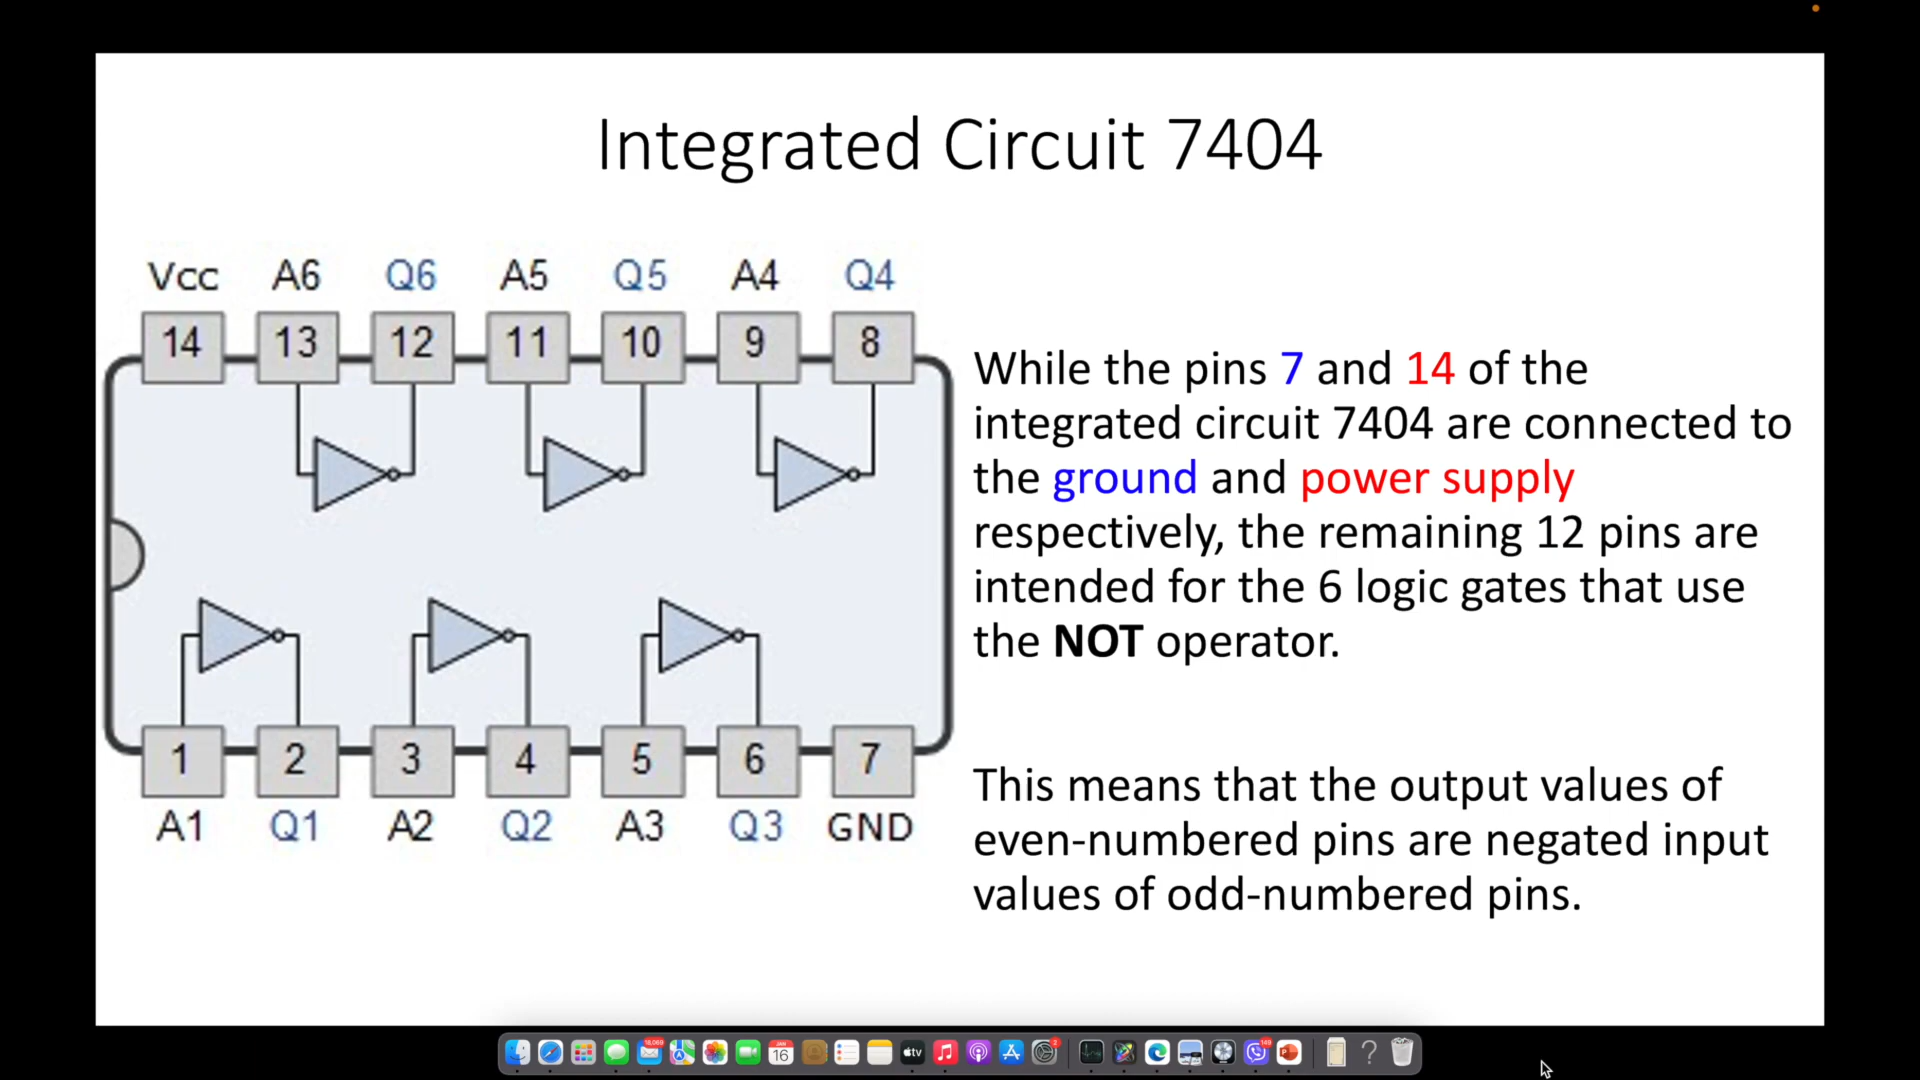 Integrated Circuit 7404
Vcc A6 Q6 A5 Q5 A4 Q4
14 13 12 11 10 9 8
1 2 3 4 5 6 7
A1 Q1 A2 Q2 A3 Q3 GND
While the pins 7 and 14 of the
integrated circuit 7404 are connected to
the ground and power supply
respectively, the remaining 12 pins are
intended for the 6 logic gates that use
the NOT operator.
This means that the output values of
even-numbered pins are negated input
values of odd-numbered pins.
JAN
16
tv